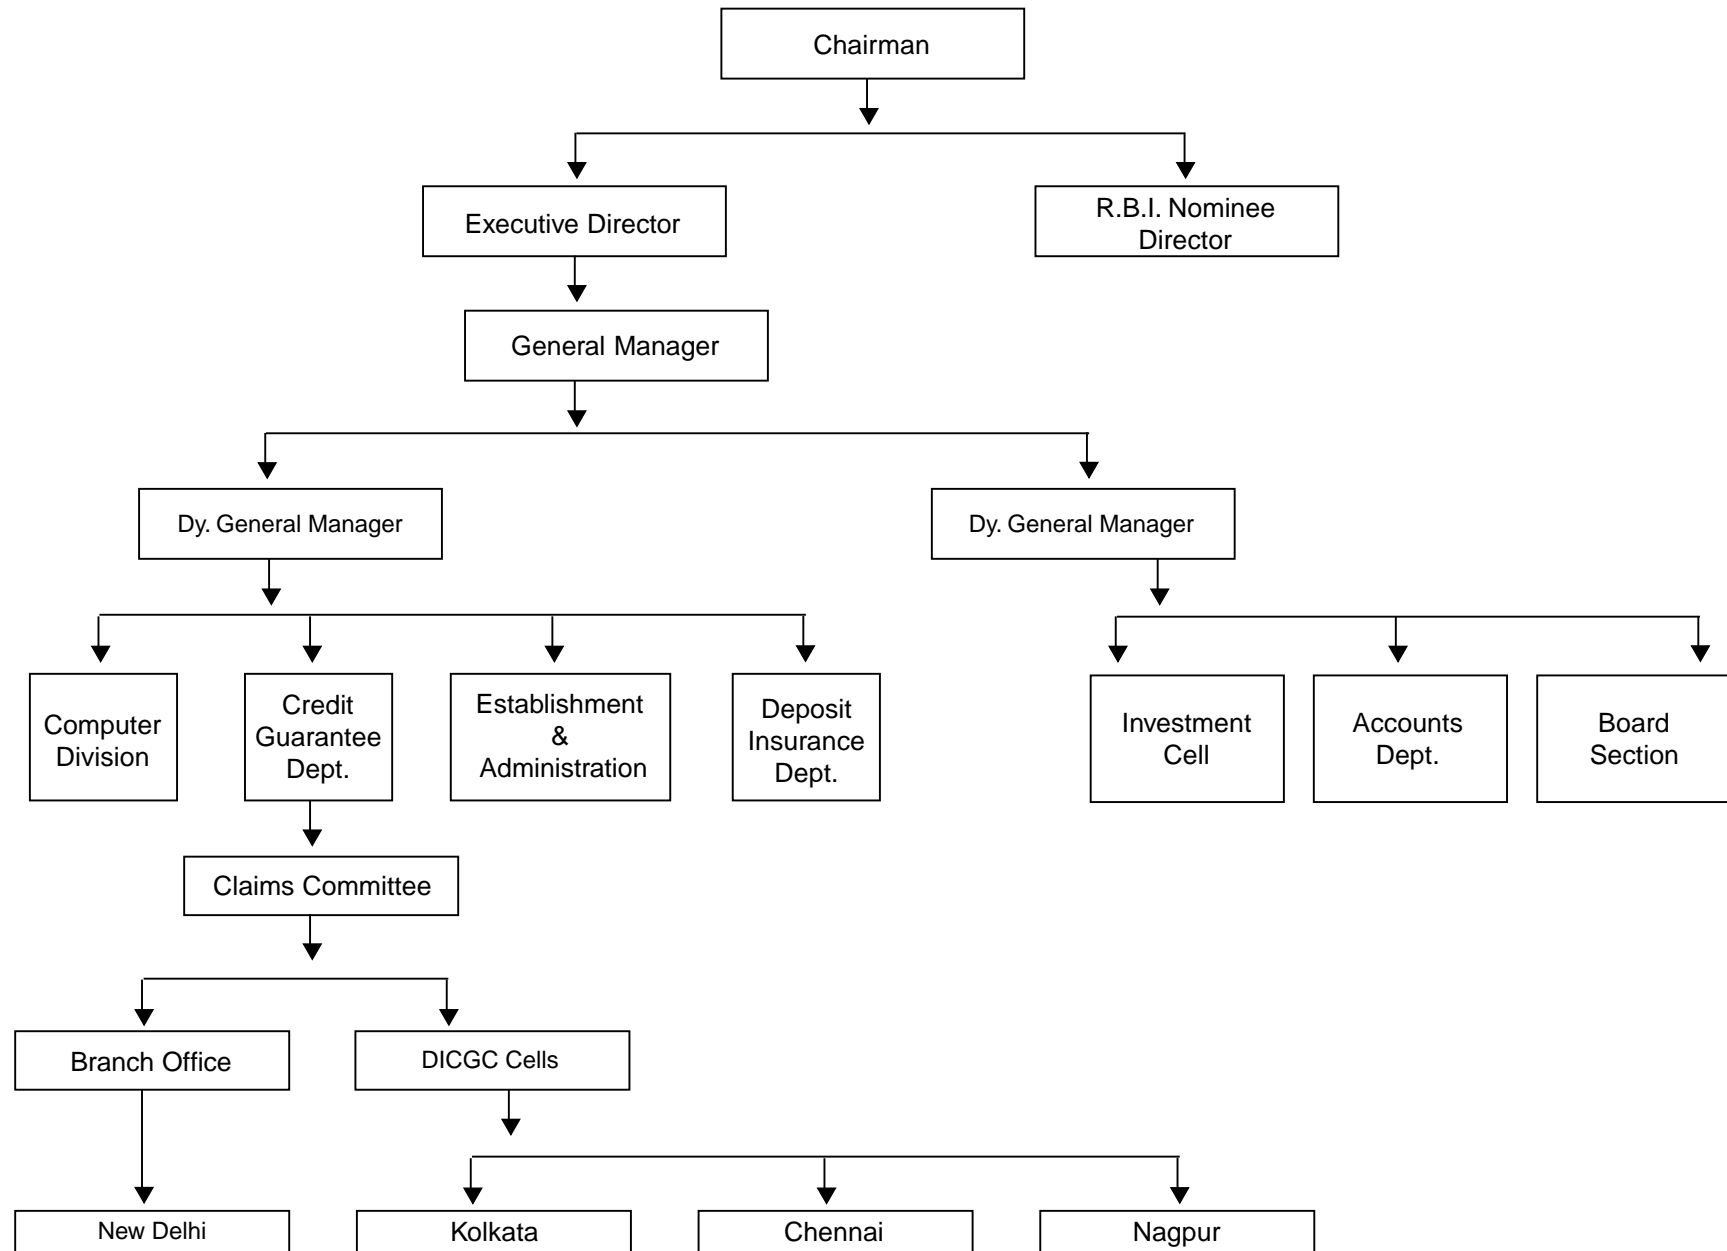 Chairman
Executive Director
R.B.I. Nominee
Director
General Manager
Dy. General Manager
Dy. General Manager
Computer
Division
Credit
Guarantee
Dept.
Establishment
&
Administration
Deposit
Insurance
Dept.
Investment
Cell
Accounts
Dept.
Board
Section
Claims Committee
Branch Office
DICGC Cells
New Delhi
Kolkata
Chennai
Nagpur